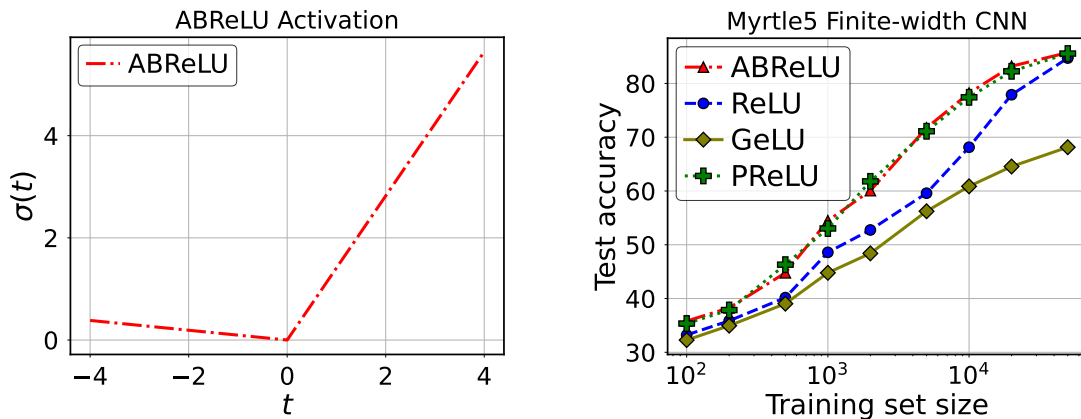 ABReLU Activation
ABReLU
σ(t)
4
2
0
−4
−2
0
2
4
t
Myrtle5 Finite-width CNN
ABReLU
ReLU
GeLU
PReLU
Test accuracy
80
70
60
50
40
30
10²
10³
10⁴
Training set size